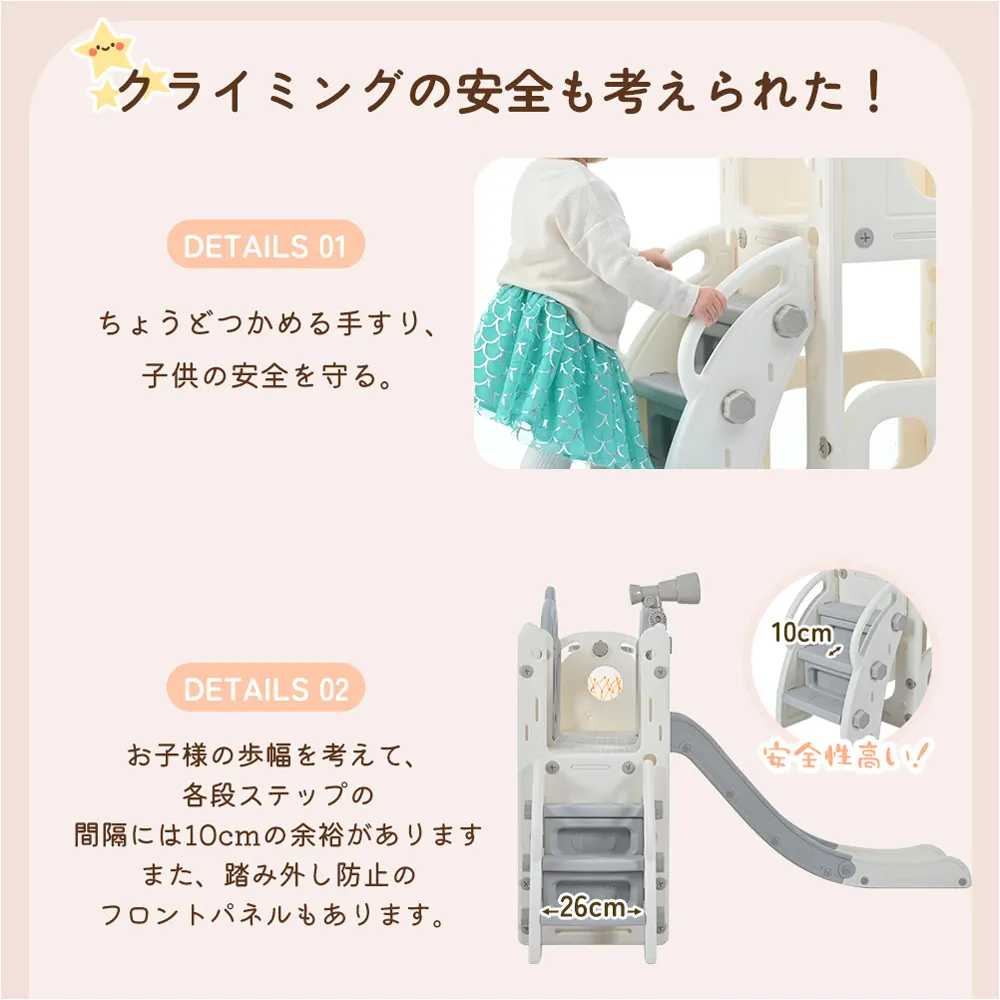 クライミングの安全も考えられた！
DETAILS 01
ちょうどつかめる手すり、
子供の安全を守る。
10cm
安全性高い!
DETAILS 02
お子様の歩幅を考えて、
各段ステップの
間隔には10cmの余裕があります
また、踏み外し防止の
フロントパネルもあります。
26cm